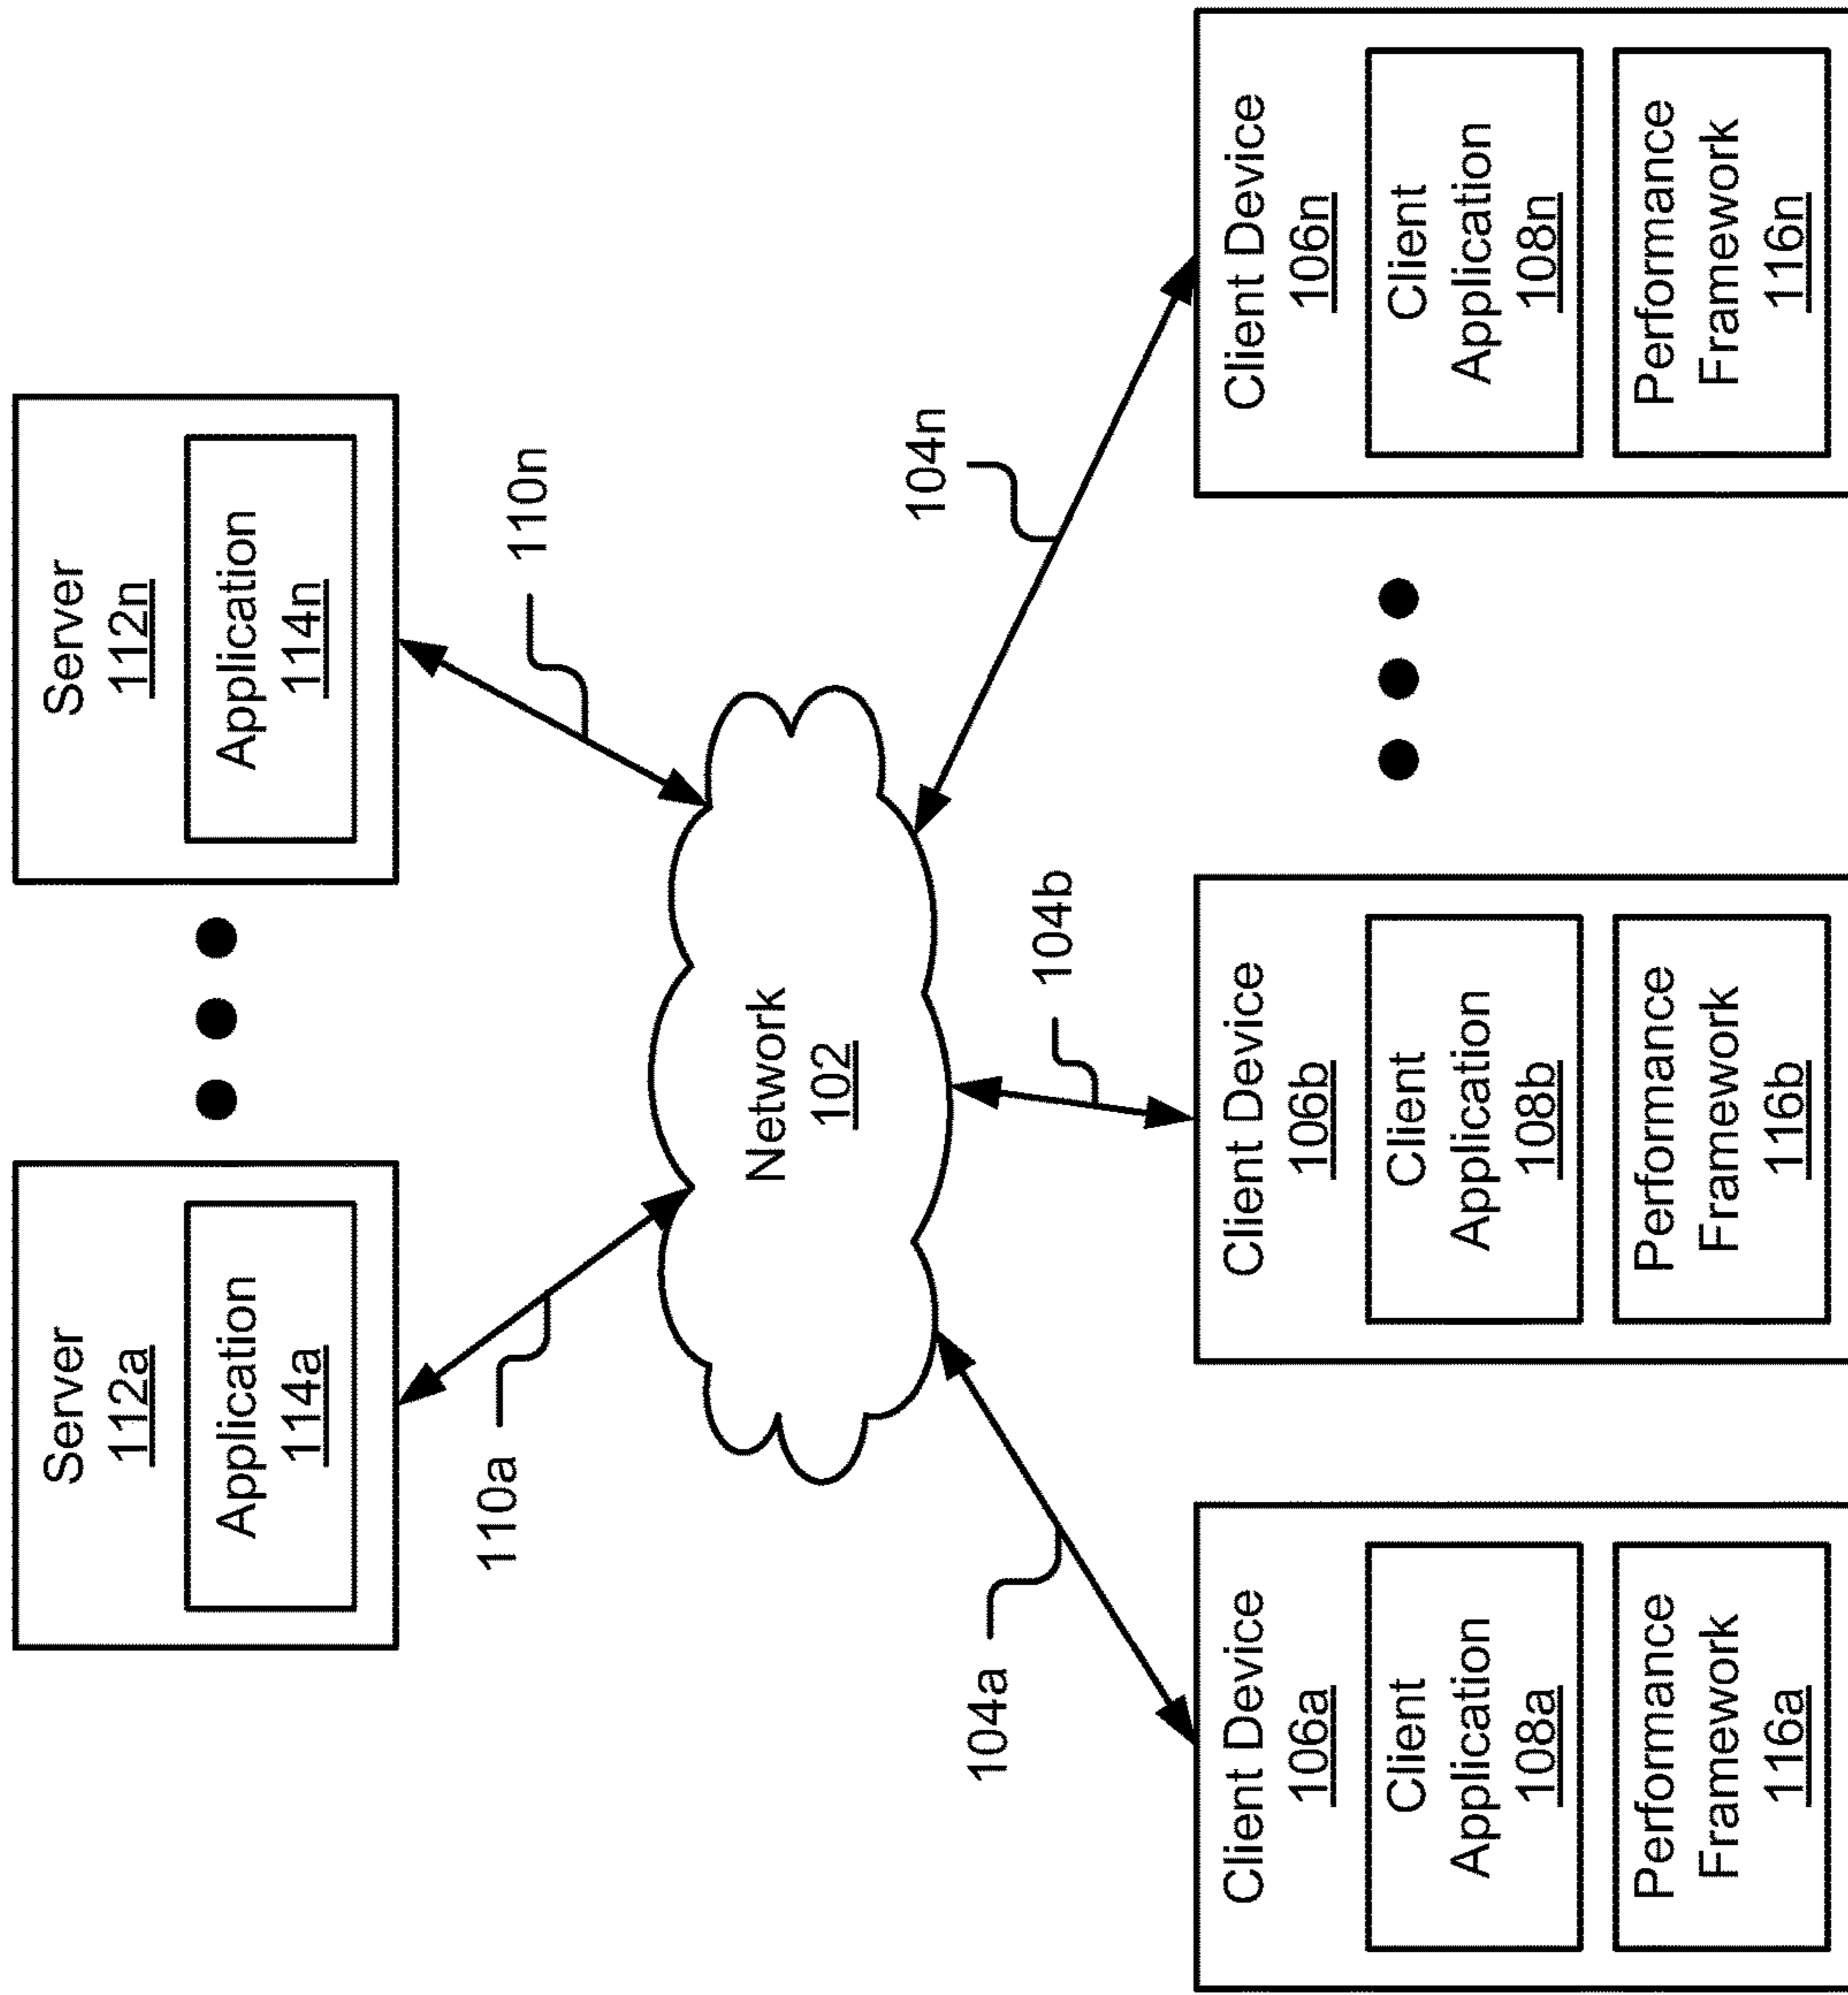 Server
112a
Application
114a
Server
112n
Application
114n
110a
110n
Network
102
104a
104b
104n
Client Device
106a
Client
Application
108a
Performance
Framework
116a
Client Device
106b
Client
Application
108b
Performance
Framework
116b
Client Device
106n
Client
Application
108n
Performance
Framework
116n